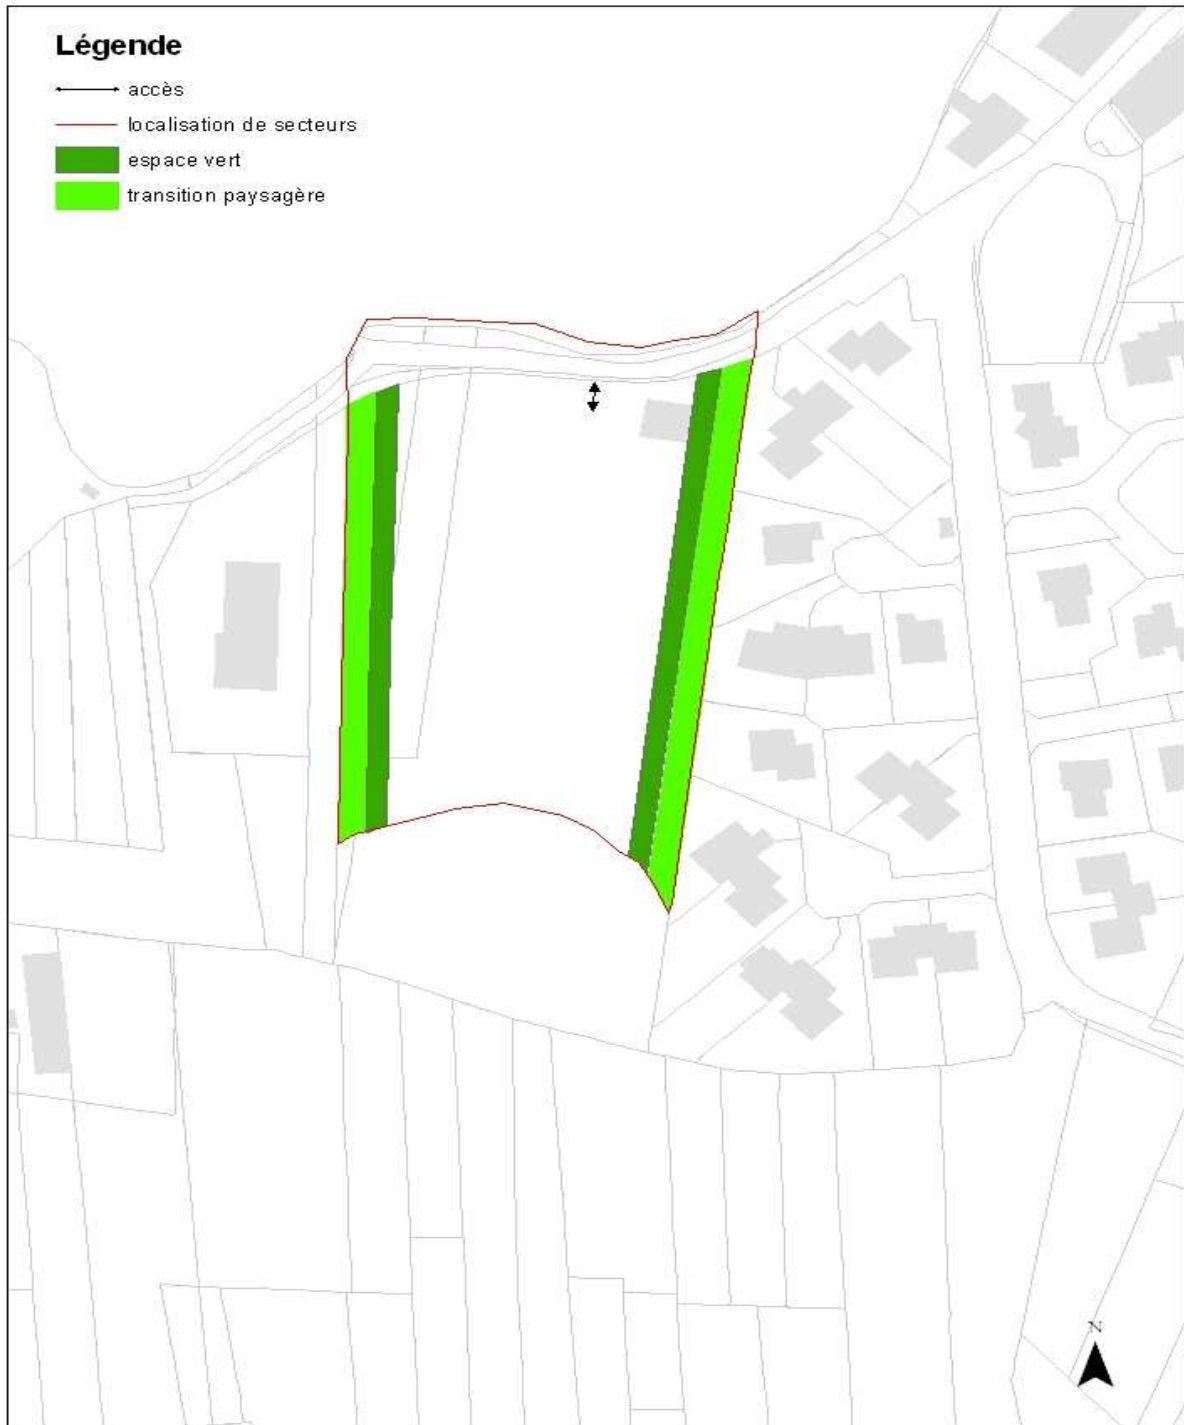 Légende
accès
localisation de secteurs
espace vert
transition paysagère
N